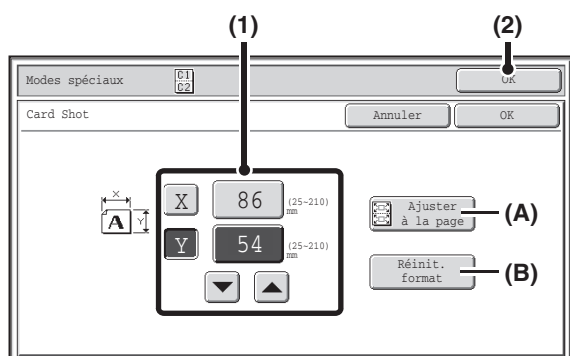 (1) (2)
Modes spéciaux C1 C2 OK
Card Shot Annuler OK
X
X 86 (25~210) mm
A Y
Y 54 (25~210) mm
Ajuster à la page (A)
Réinit. format (B)